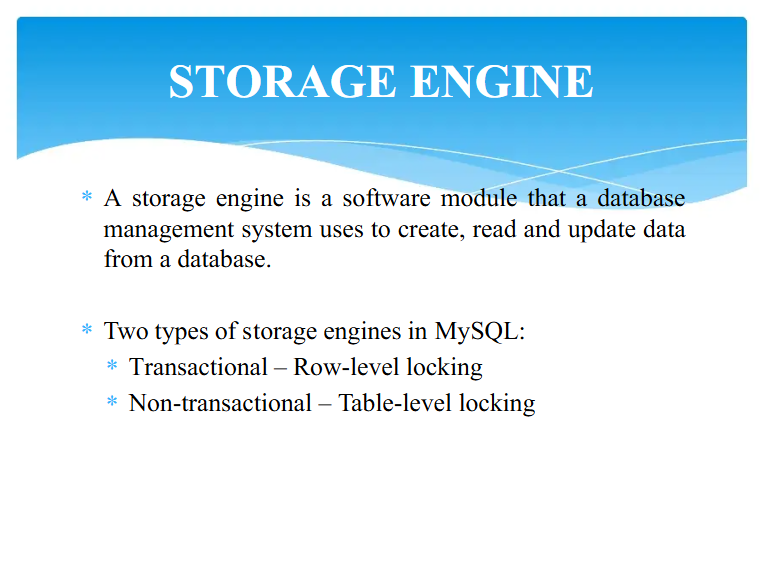 STORAGE ENGINE
* A storage engine is a software module that a database
management system uses to create, read and update data
from a database.
* Two types of storage engines in MySQL:
* Transactional – Row-level locking
* Non-transactional – Table-level locking